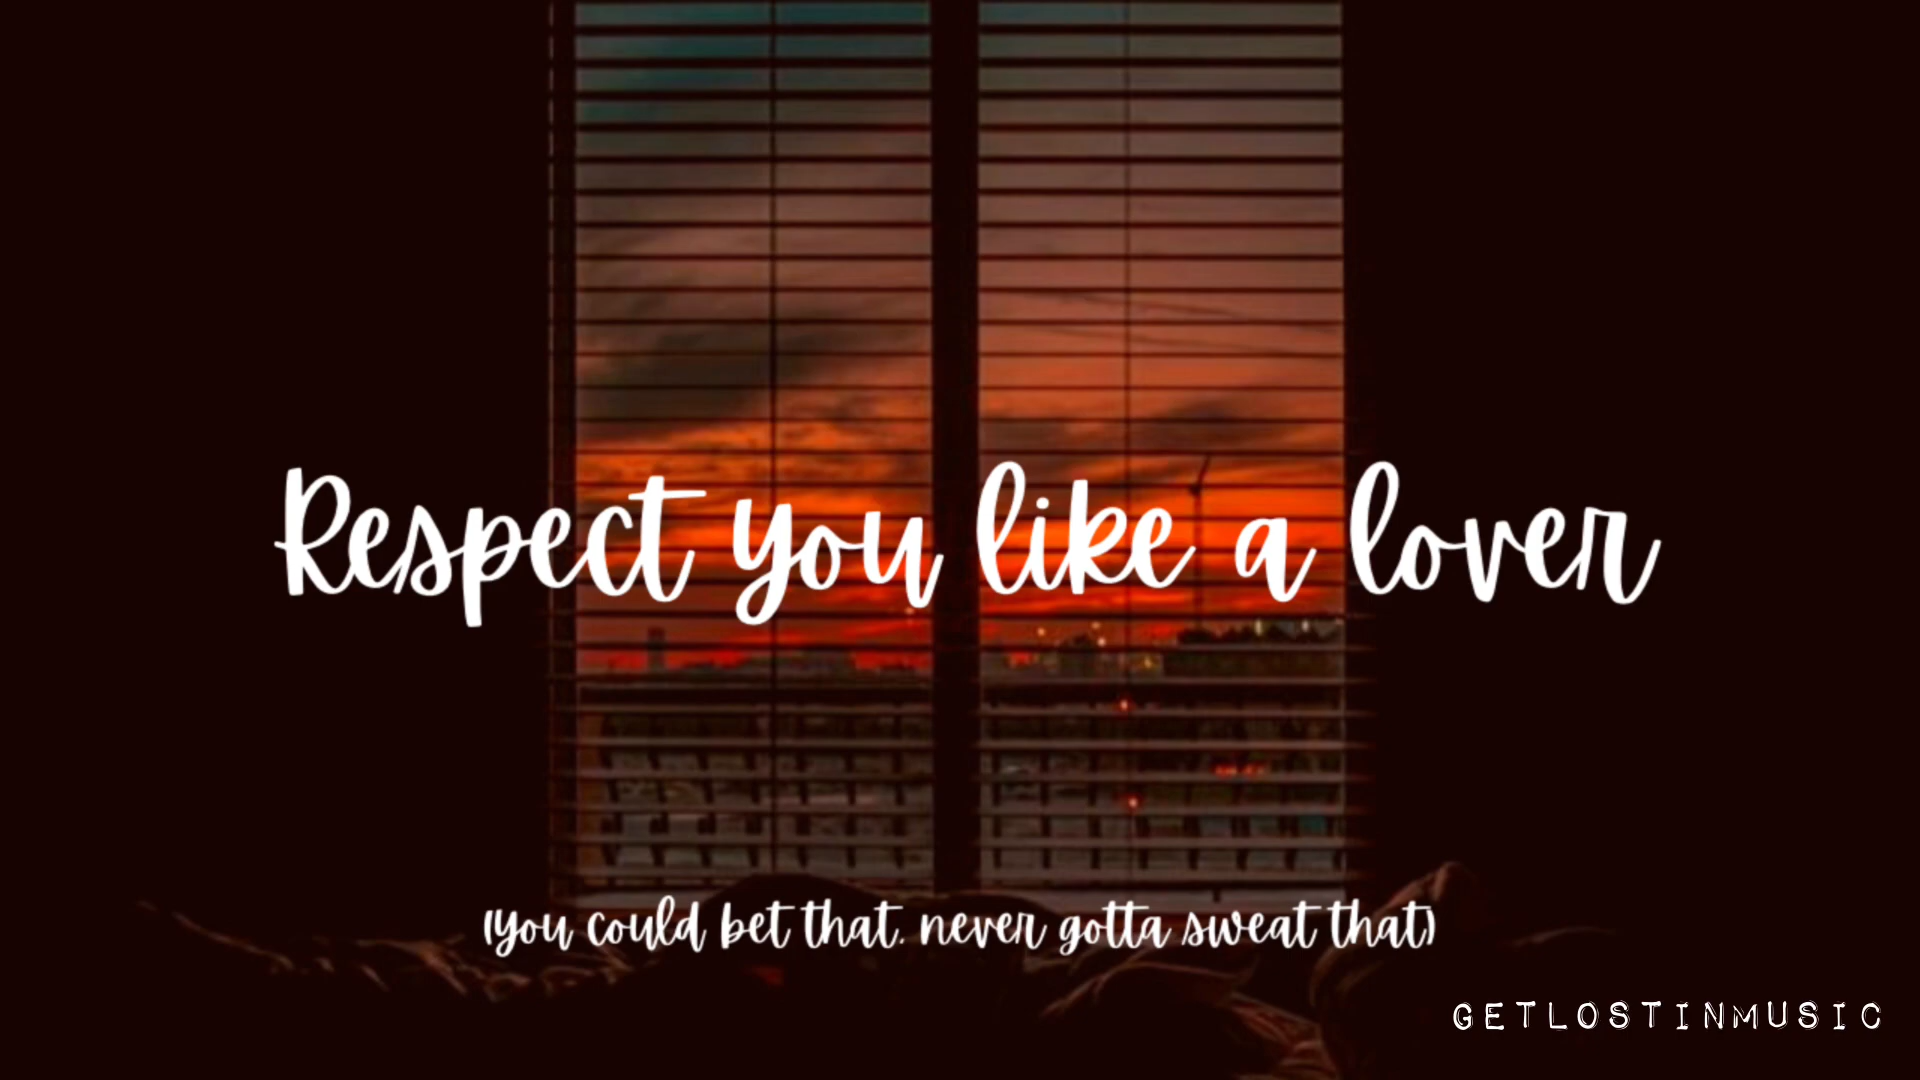 Respect you like a lover
(You could bet that, never gotta sweat that)
GETLOSTINMUSIC